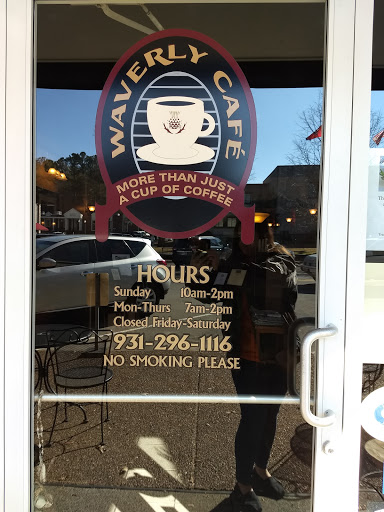 WAVERLY CAFÉ
MORE THAN JUST
A CUP OF COFFEE
HOURS
Sunday 10am-2pm
Mon-Thurs 7am-2pm
Closed Friday-Saturday
931-296-1116
NO SMOKING PLEASE